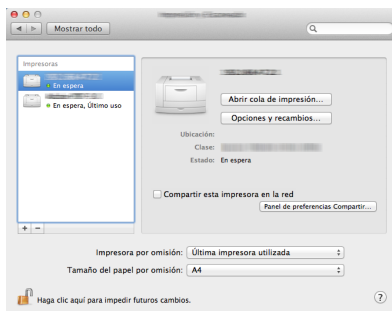 Mostrar todo
Impresoras
En espera
En espera, Último uso
Abrir cola de impresión...
Opciones y recambios...
Ubicación:
Clase:
Estado: En espera
Compartir esta impresora en la red
Panel de preferencias Compartir...
+ −
Impresora por omisión: Última impresora utilizada
Tamaño del papel por omisión: A4
Haga clic aquí para impedir futuros cambios.
?